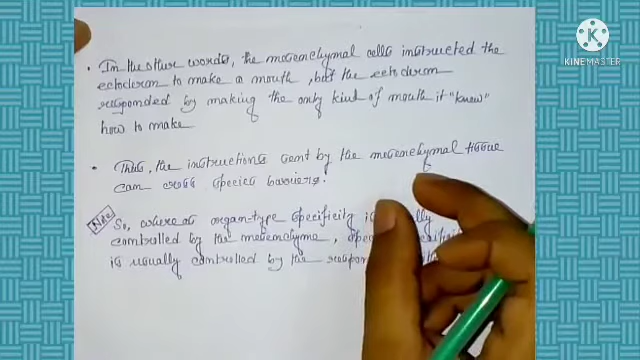 KINEMASTER
• In the other words, the mesenchymal cells instructed the
ectoderm to make a mouth, but the ectoderm
responded by making the only kind of mouth it "knew"
how to make
• Thus, the instructions sent by the mesenchymal tissue
can cross species barriers.
So, where as organ-type specificity is
controlled by the mesenchyme,
is usually controlled by the